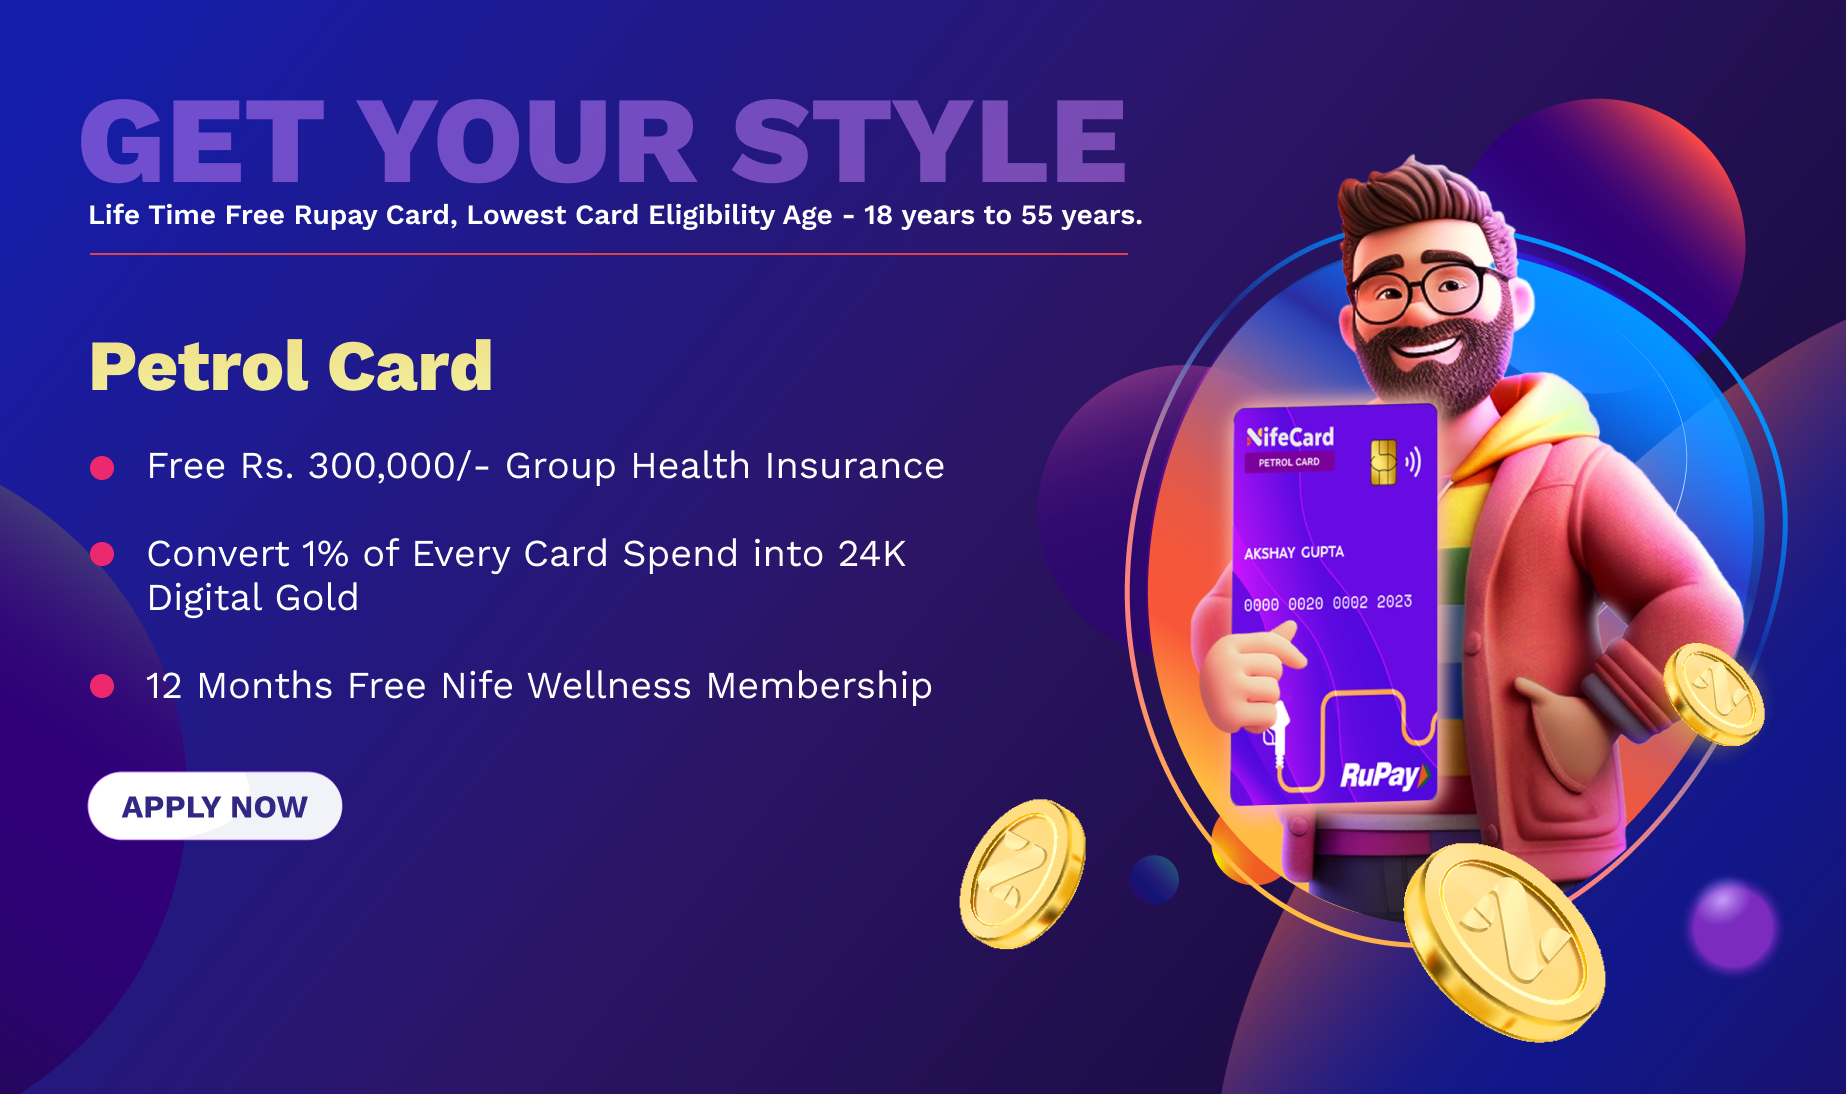 GET YOUR STYLE
Life Time Free Rupay Card, Lowest Card Eligibility Age - 18 years to 55 years.
Petrol Card
Free Rs. 300,000/- Group Health Insurance
Convert 1% of Every Card Spend into 24K
Digital Gold
12 Months Free Nife Wellness Membership
APPLY NOW
NifeCard
PETROL CARD
AKSHAY GUPTA
0000 0020 0002 2023
RuPay